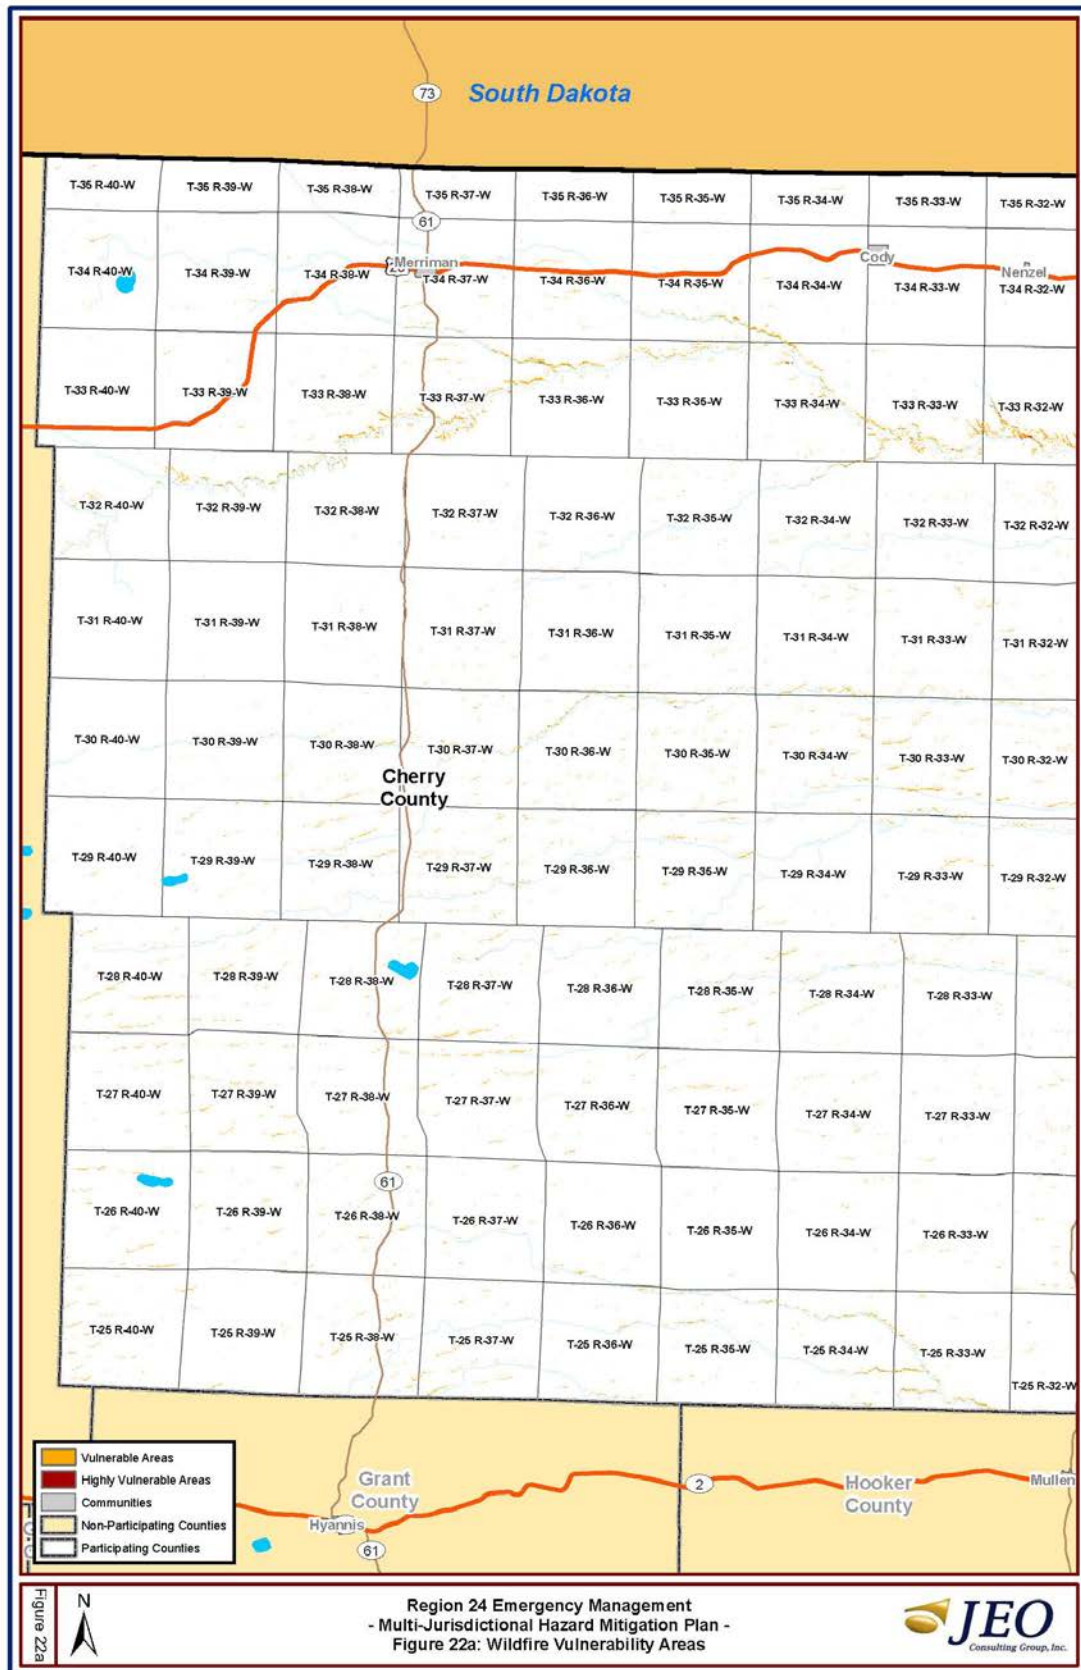 73
South Dakota
T-35 R-40-W
T-35 R-39-W
T-35 R-38-W
T-35 R-37-W
T-35 R-36-W
T-35 R-35-W
T-35 R-34-W
T-35 R-33-W
T-35 R-32-W
61
Merriman
Cody
Nenzel
T-34 R-40-W
T-34 R-39-W
T-34 R-38-W
T-34 R-37-W
T-34 R-36-W
T-34 R-35-W
T-34 R-34-W
T-34 R-33-W
T-34 R-32-W
T-33 R-40-W
T-33 R-39-W
T-33 R-38-W
T-33 R-37-W
T-33 R-36-W
T-33 R-35-W
T-33 R-34-W
T-33 R-33-W
T-33 R-32-W
T-32 R-40-W
T-32 R-39-W
T-32 R-38-W
T-32 R-37-W
T-32 R-36-W
T-32 R-35-W
T-32 R-34-W
T-32 R-33-W
T-32 R-32-W
T-31 R-40-W
T-31 R-39-W
T-31 R-38-W
T-31 R-37-W
T-31 R-36-W
T-31 R-35-W
T-31 R-34-W
T-31 R-33-W
T-31 R-32-W
T-30 R-40-W
T-30 R-39-W
T-30 R-38-W
T-30 R-37-W
T-30 R-36-W
T-30 R-35-W
T-30 R-34-W
T-30 R-33-W
T-30 R-32-W
Cherry
County
T-29 R-40-W
T-29 R-39-W
T-29 R-38-W
T-29 R-37-W
T-29 R-36-W
T-29 R-35-W
T-29 R-34-W
T-29 R-33-W
T-29 R-32-W
T-28 R-40-W
T-28 R-39-W
T-28 R-38-W
T-28 R-37-W
T-28 R-36-W
T-28 R-35-W
T-28 R-34-W
T-28 R-33-W
T-27 R-40-W
T-27 R-39-W
T-27 R-38-W
T-27 R-37-W
T-27 R-36-W
T-27 R-35-W
T-27 R-34-W
T-27 R-33-W
61
T-26 R-40-W
T-26 R-39-W
T-26 R-38-W
T-26 R-37-W
T-26 R-36-W
T-26 R-35-W
T-26 R-34-W
T-26 R-33-W
T-25 R-40-W
T-25 R-39-W
T-25 R-38-W
T-25 R-37-W
T-25 R-36-W
T-25 R-35-W
T-25 R-34-W
T-25 R-33-W
T-25 R-32-W
Vulnerable Areas
Highly Vulnerable Areas
Communities
Non-Participating Counties
Participating Counties
Grant
County
2
Hooker
County
Mullen
Hyannis
61
Figure 22a
N
Region 24 Emergency Management
- Multi-Jurisdictional Hazard Mitigation Plan -
Figure 22a: Wildfire Vulnerability Areas
JEO
Consulting Group, Inc.